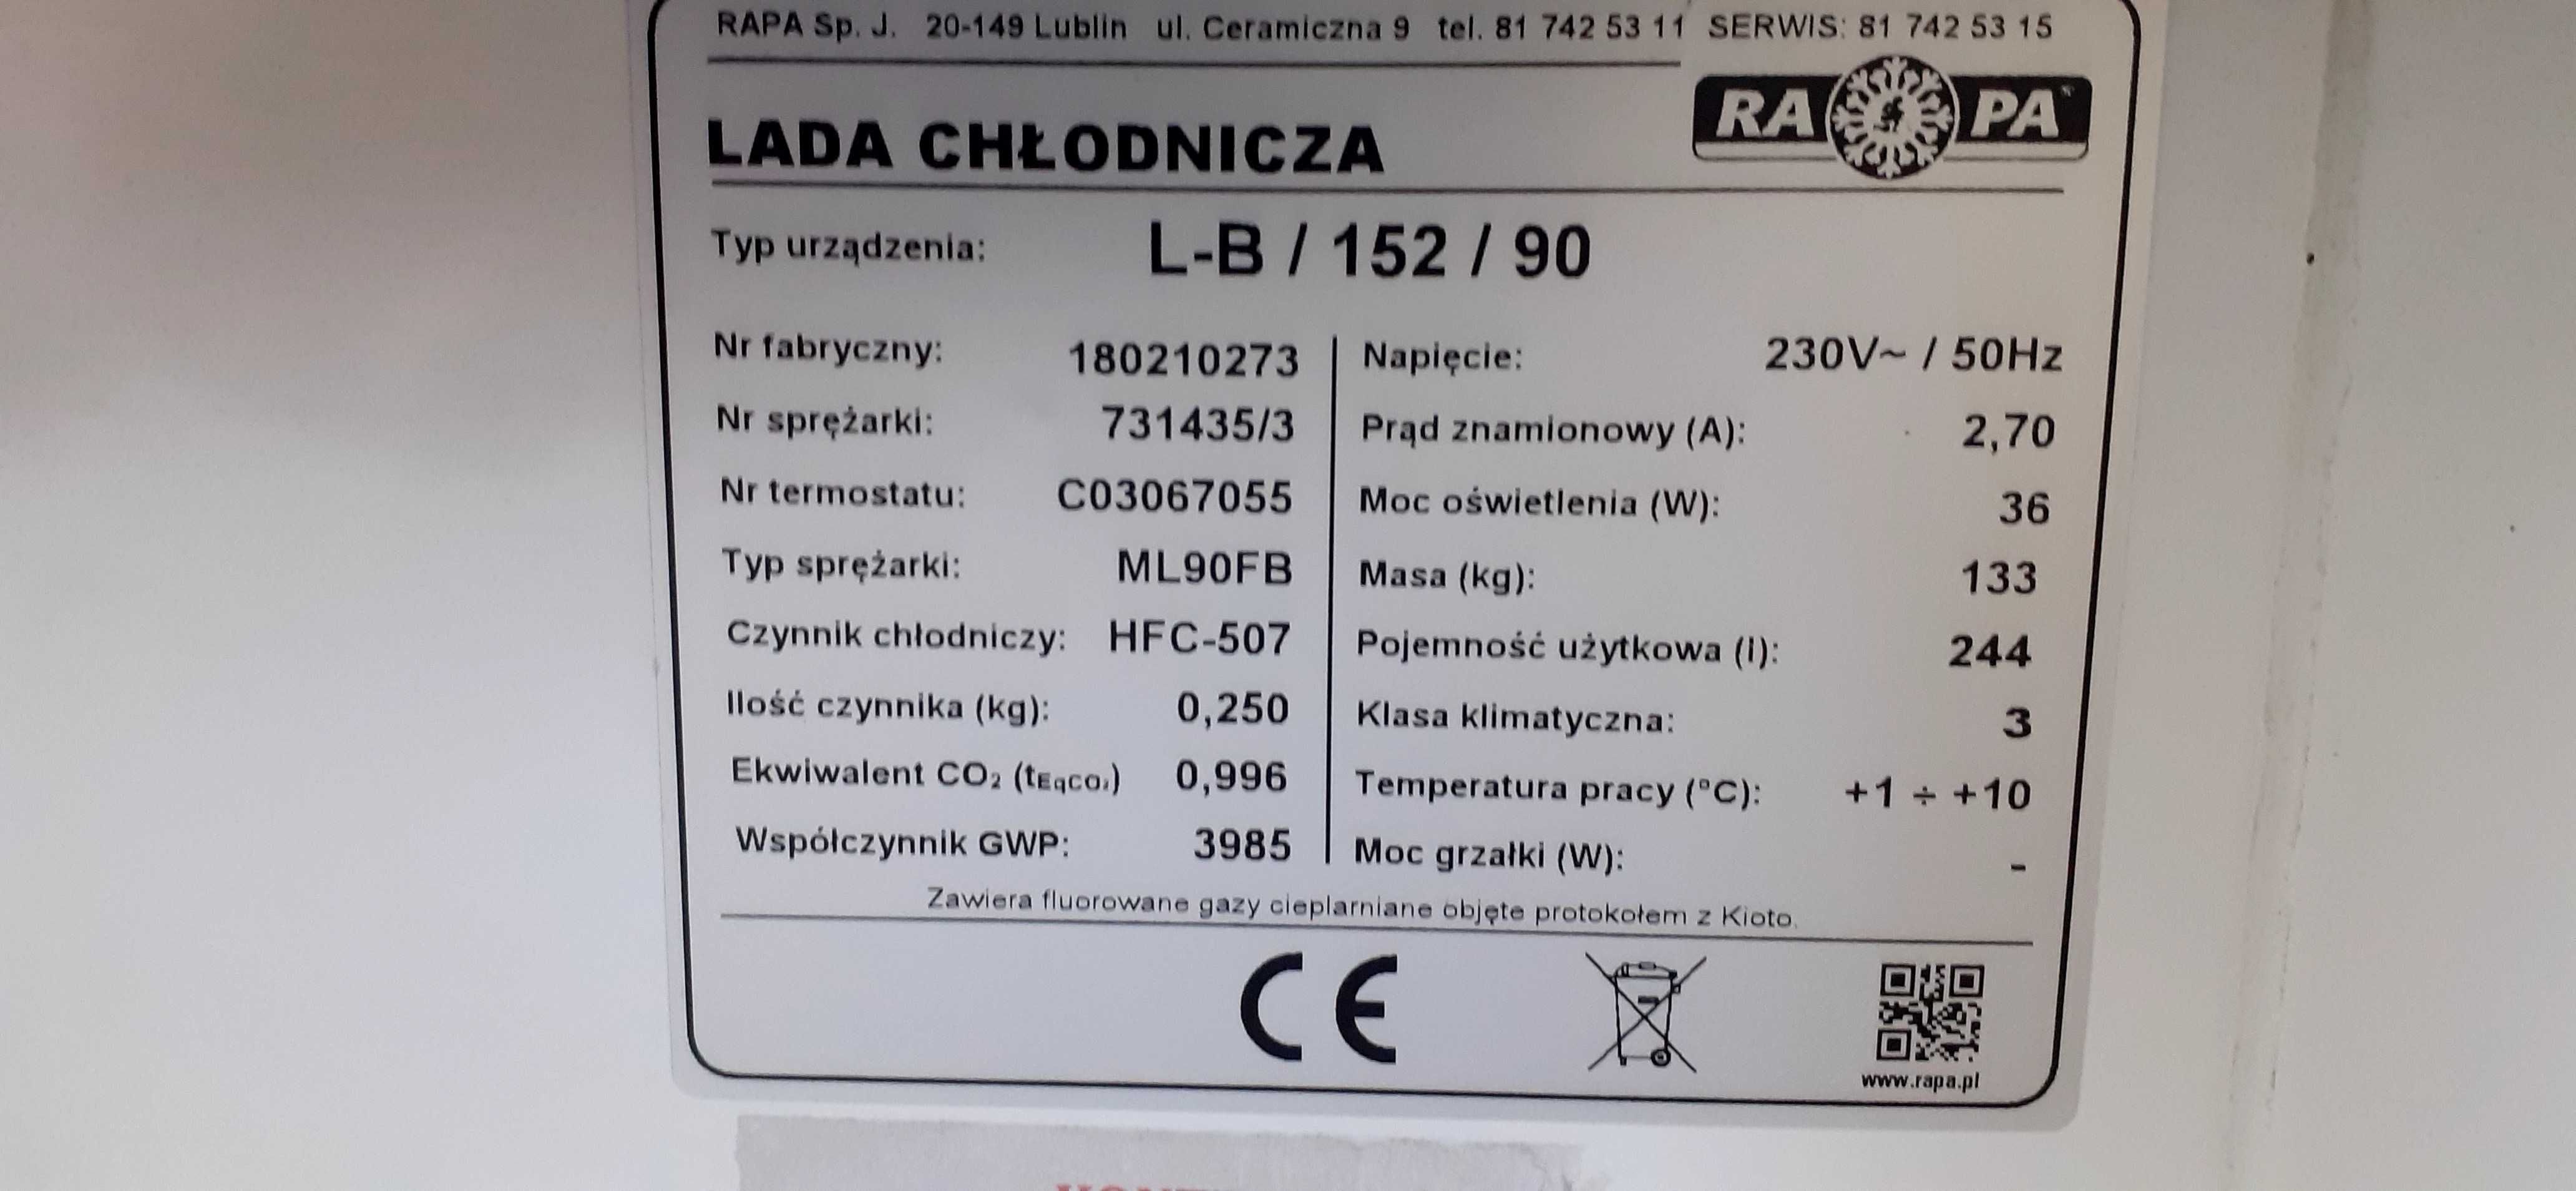 RAPA Sp. J. 20-149 Lublin ul. Ceramiczna 9 tel. 81 742 53 11 SERWIS: 81 742 53 15
RAPA
LADA CHŁODNICZA
Typ urządzenia: L-B / 152 / 90
Nr fabryczny: 180210273
Nr sprężarki: 731435/3
Nr termostatu: C03067055
Typ sprężarki: ML90FB
Czynnik chłodniczy: HFC-507
Ilość czynnika (kg): 0,250
Ekwiwalent CO₂ (tEqCO₂) 0,996
Współczynnik GWP: 3985
Napięcie: 230V~ / 50Hz
Prąd znamionowy (A): 2,70
Moc oświetlenia (W): 36
Masa (kg): 133
Pojemność użytkowa (l): 244
Klasa klimatyczna: 3
Temperatura pracy (°C): +1 ÷ +10
Moc grzałki (W): -
Zawiera fluorowane gazy cieplarniane objęte protokołem z Kioto.
CE
www.rapa.pl